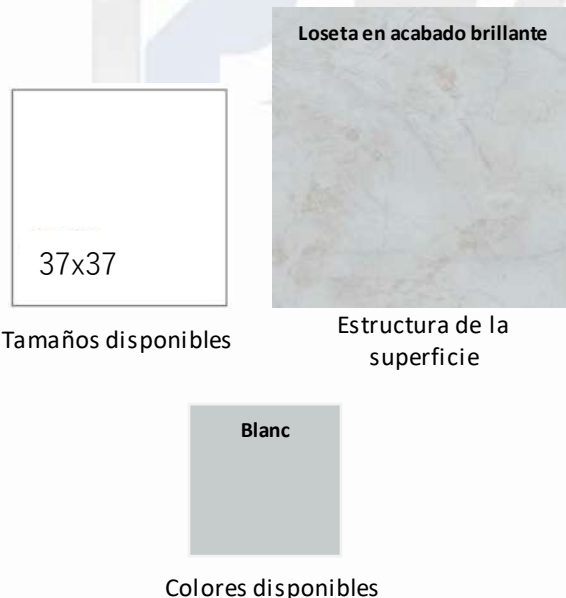 Loseta en acabado brillante
37x37
Tamaños disponibles
Estructura de la
superficie
Blanc
Colores disponibles